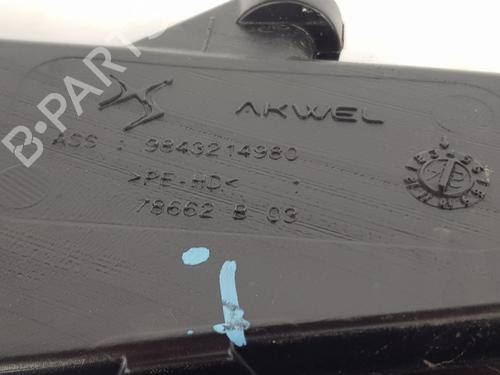 B-PARTS
AKWEL
ASS : 9843214980
>PE-HD<
78662 B 03